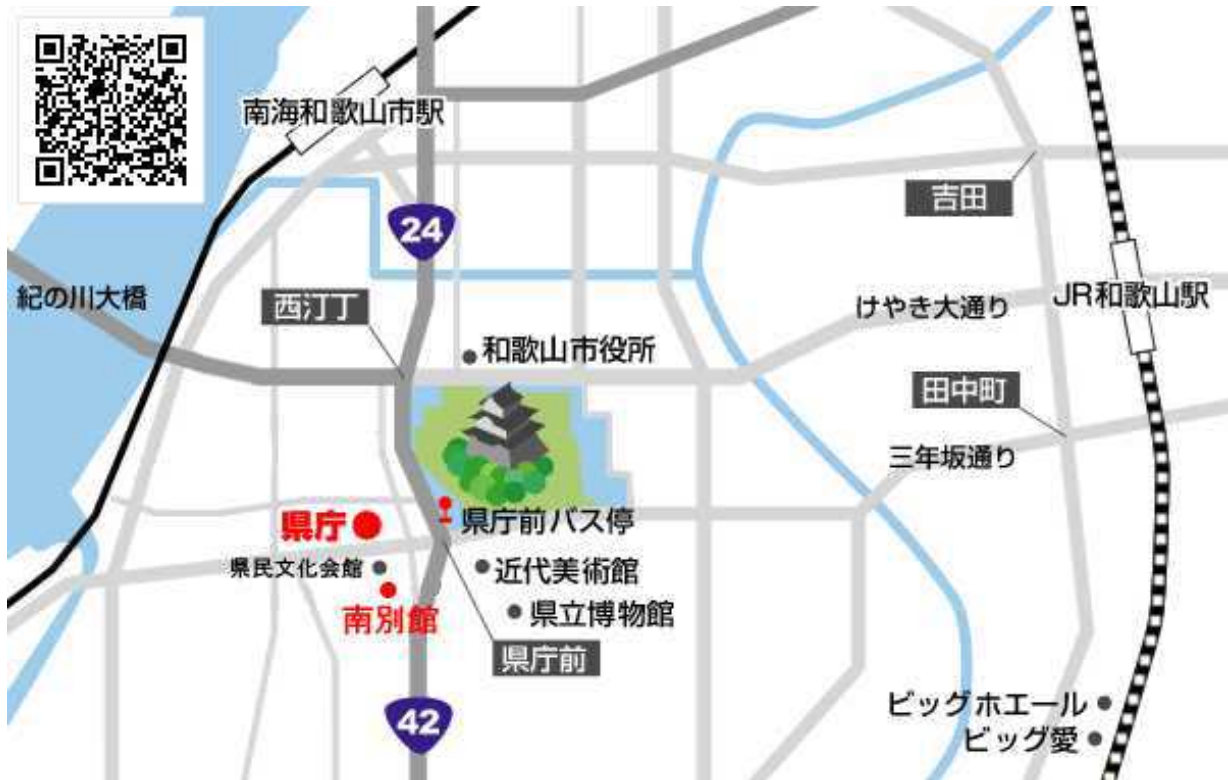 南海和歌山市駅
吉田
24
紀の川大橋
西汀丁
けやき大通り
JR和歌山駅
和歌山市役所
田中町
三年坂通り
県庁
県庁前バス停
県民文化会館
近代美術館
南別館
県立博物館
県庁前
42
ビッグホエール
ビッグ愛